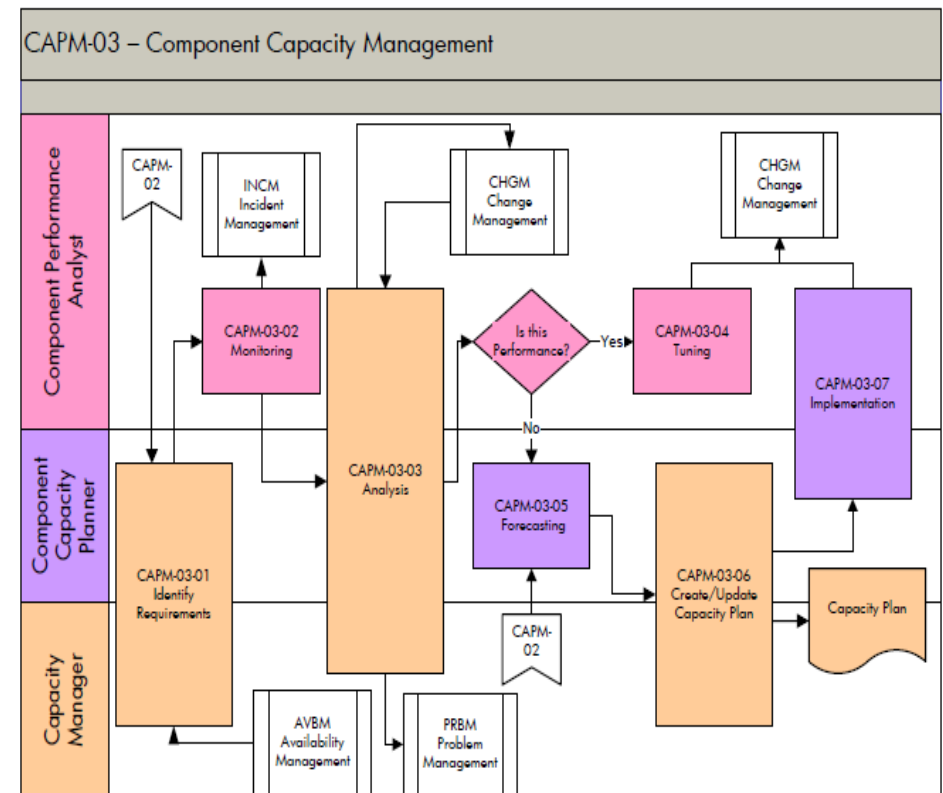 CAPM-03 – Component Capacity Management
Component Performance
Analyst
Component
Capacity
Planner
Capacity
Manager
CAPM-
02
INCM
Incident
Management
CHGM
Change
Management
CHGM
Change
Management
CAPM-03-02
Monitoring
Is this
Performance?
Yes
CAPM-03-04
Tuning
CAPM-03-07
Implementation
No
CAPM-03-03
Analysis
CAPM-03-05
Forecasting
CAPM-03-01
Identify
Requirements
CAPM-03-06
Create/Update
Capacity Plan
Capacity Plan
CAPM-
02
AVBM
Availability
Management
PRBM
Problem
Management